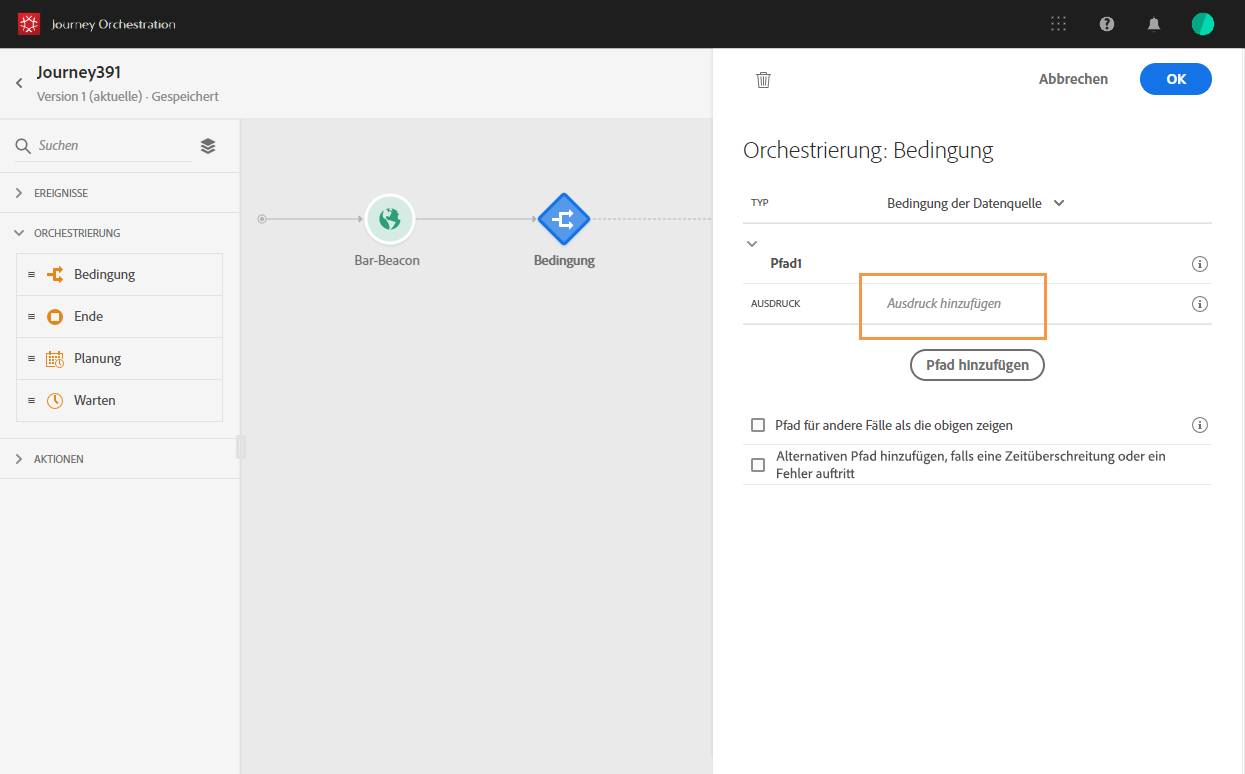 Journey Orchestration
Journey391
Version 1 (aktuelle) · Gespeichert
Suchen
EREIGNISSE
ORCHESTRIERUNG
Bedingung
Ende
Planung
Warten
AKTIONEN
Bar-Beacon
Bedingung
Abbrechen
OK
Orchestrierung: Bedingung
TYP
Bedingung der Datenquelle
Pfad1
AUSDRUCK
Ausdruck hinzufügen
Pfad hinzufügen
Pfad für andere Fälle als die obigen zeigen
Alternativen Pfad hinzufügen, falls eine Zeitüberschreitung oder ein
Fehler auftritt